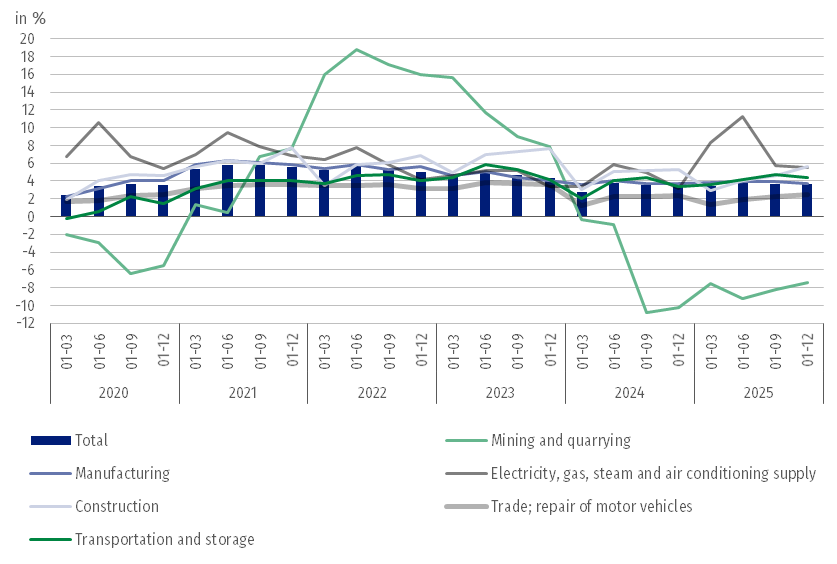 in %
20
18
16
14
12
10
8
6
4
2
0
-2
-4
-6
-8
-10
-12
01-03 01-06 01-09 01-12 01-03 01-06 01-09 01-12 01-03 01-06 01-09 01-12 01-03 01-06 01-09 01-12 01-03 01-06 01-09 01-12 01-03 01-06 01-09 01-12
2020 2021 2022 2023 2024 2025
Total Mining and quarrying
Manufacturing Electricity, gas, steam and air conditioning supply
Construction Trade; repair of motor vehicles
Transportation and storage